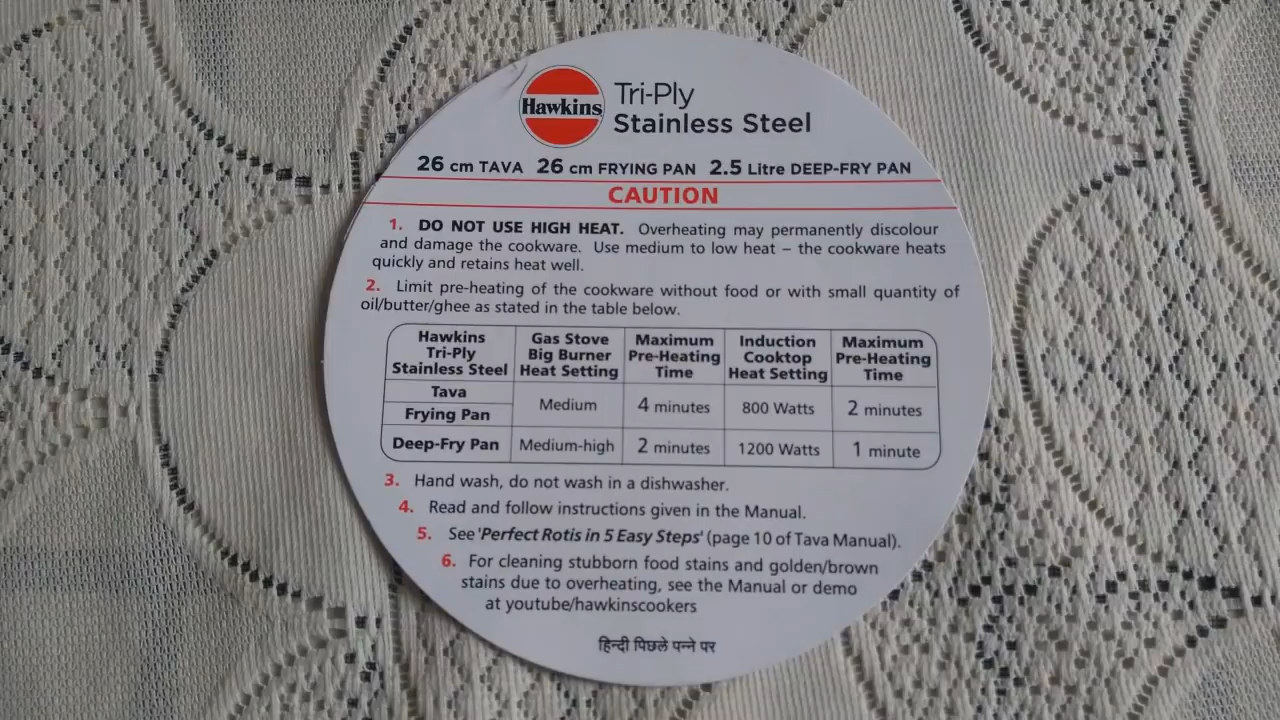 Hawkins
Tri-Ply
Stainless Steel
26 cm TAVA 26 cm FRYING PAN 2.5 Litre DEEP-FRY PAN
CAUTION
1. DO NOT USE HIGH HEAT. Overheating may permanently discolour
and damage the cookware. Use medium to low heat – the cookware heats
quickly and retains heat well.
2. Limit pre-heating of the cookware without food or with small quantity of
oil/butter/ghee as stated in the table below.
Hawkins Tri-Ply Stainless Steel | Gas Stove Big Burner Heat Setting | Maximum Pre-Heating Time | Induction Cooktop Heat Setting | Maximum Pre-Heating Time
Tava
Frying Pan
Medium 4 minutes 800 Watts 2 minutes
Deep-Fry Pan Medium-high 2 minutes 1200 Watts 1 minute
3. Hand wash, do not wash in a dishwasher.
4. Read and follow instructions given in the Manual.
5. See 'Perfect Rotis in 5 Easy Steps' (page 10 of Tava Manual).
6. For cleaning stubborn food stains and golden/brown
stains due to overheating, see the Manual or demo
at youtube/hawkinscookers
हिन्दी पिछले पन्ने पर